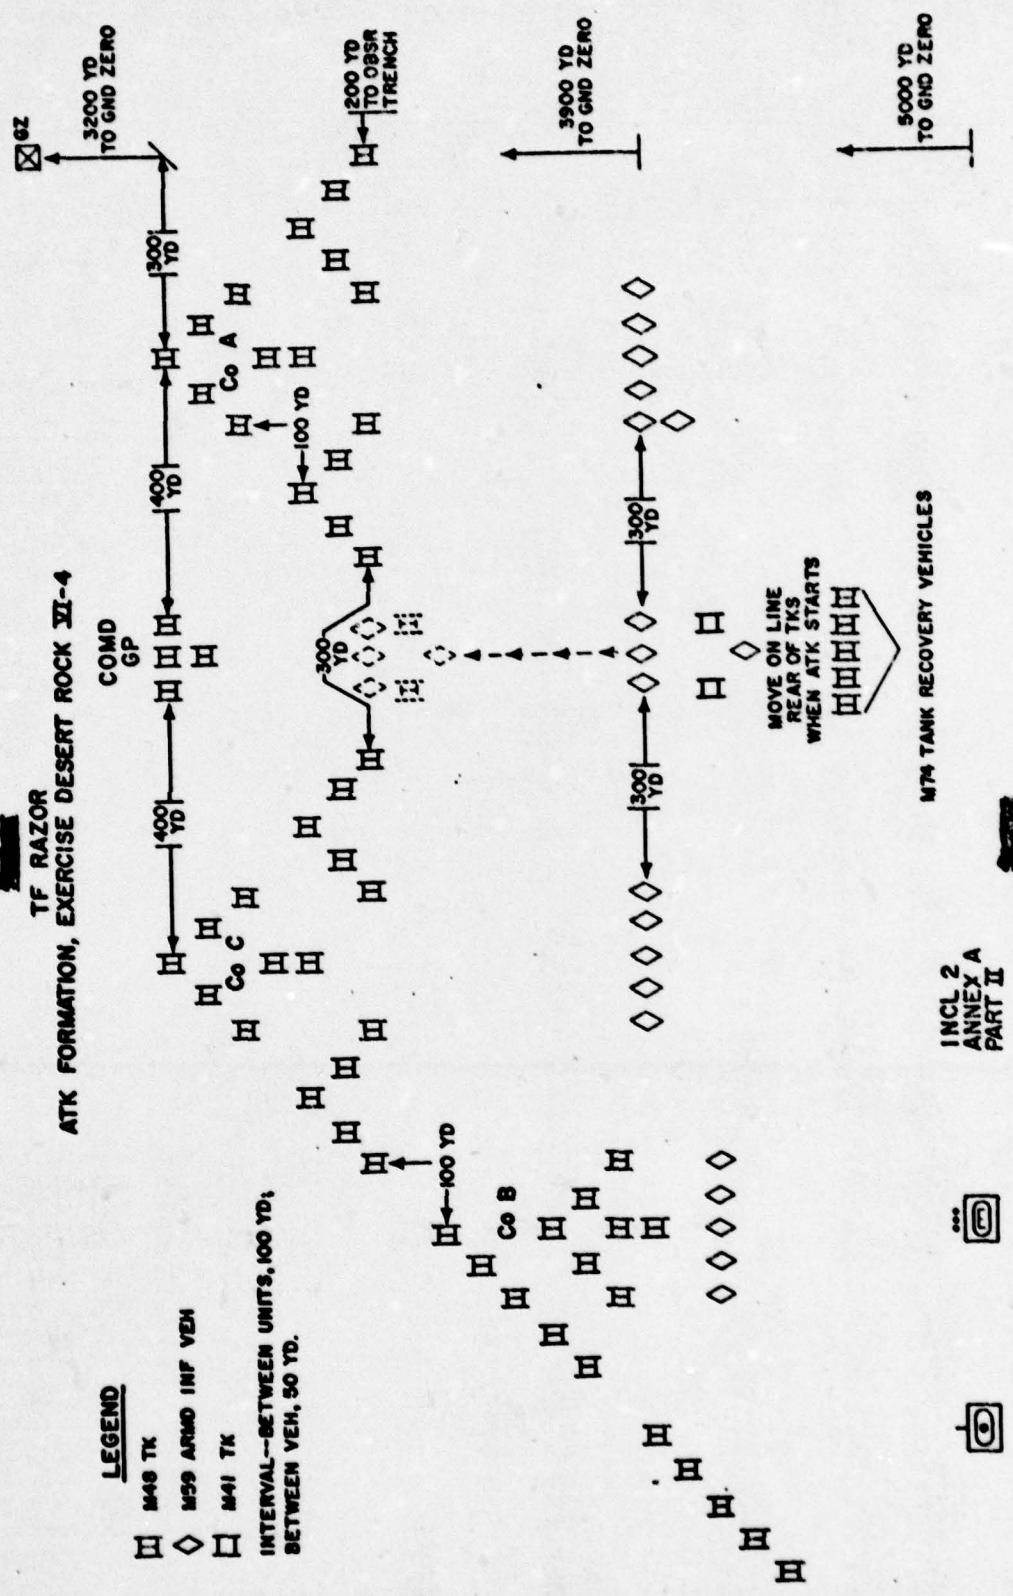 TF RAZOR
ATK FORMATION, EXERCISE DESERT ROCK VI-4
GZ
3200 YD
TO GND ZERO
COMD
GP
400
YD
400
YD
300
YD
Co C
Co A
100 YD
300
YD
200 YD
TO OBSR
TRENCH
100 YD
Co B
3900 YD
TO GND ZERO
300
YD
300
YD
MOVE ON LINE
REAR OF TKS
WHEN ATK STARTS
5000 YD
TO GND ZERO
M74 TANK RECOVERY VEHICLES
LEGEND
M48 TK
M59 ARMD INF VEH
M41 TK
INTERVAL--BETWEEN UNITS, 100 YD;
BETWEEN VEH, 50 YD.
INCL 2
ANNEX A
PART II